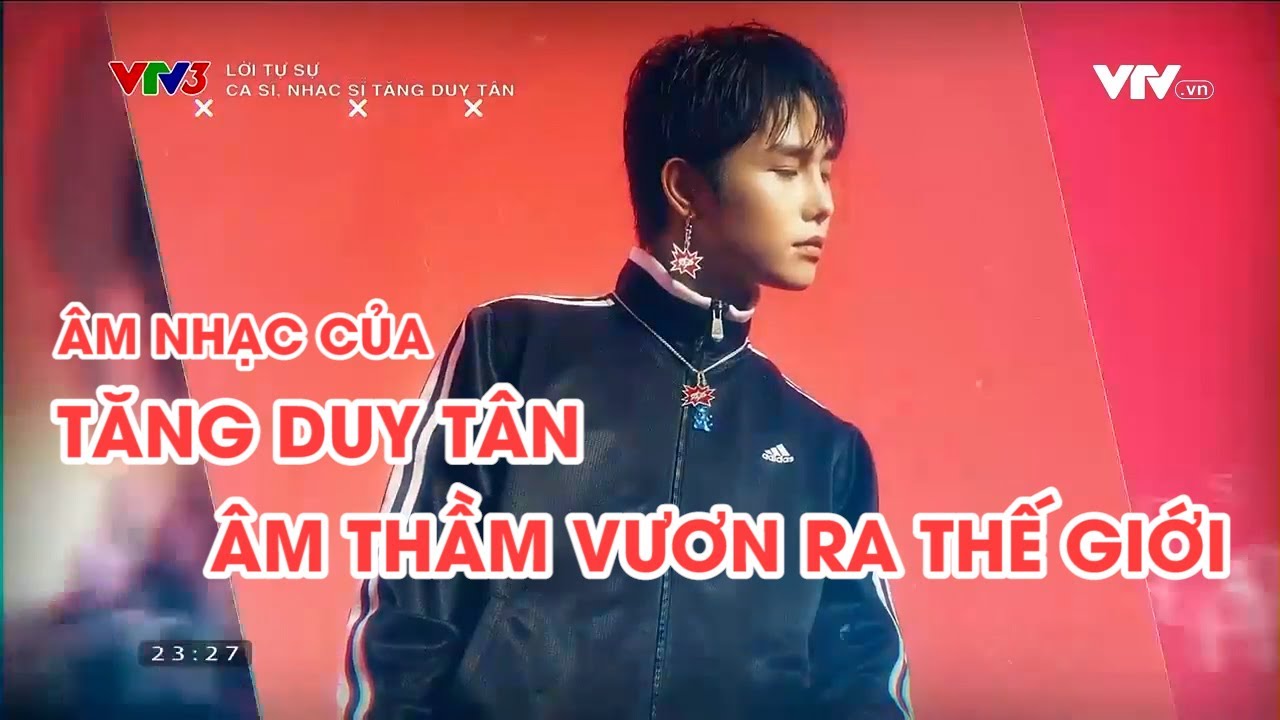 VTV3
LỜI TỰ SỰ
CA SĨ, NHẠC SĨ TĂNG DUY TÂN
VTV.vn
ÂM NHẠC CỦA
TĂNG DUY TÂN
adidas
ÂM THẦM VƯƠN RA THẾ GIỚI
23:27